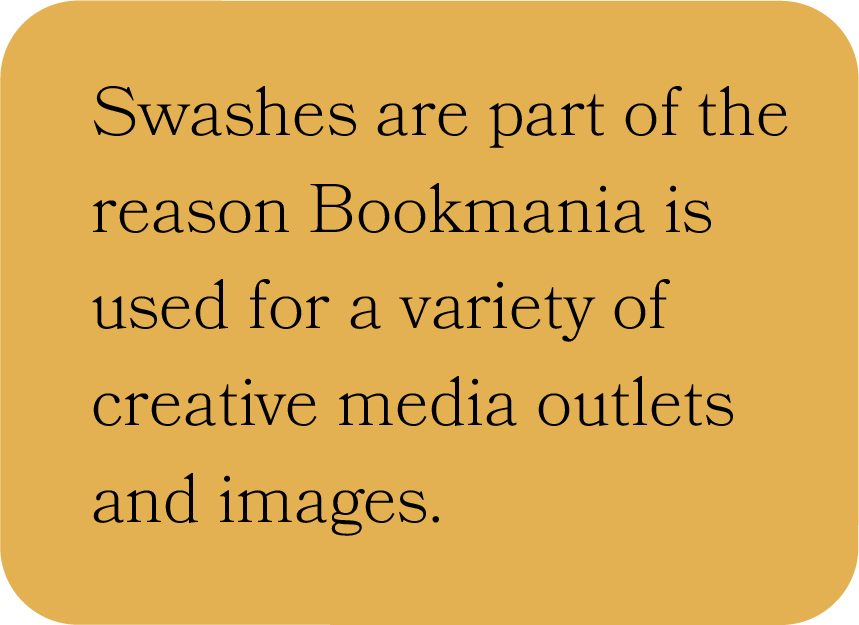 Swashes are part of the
reason Bookmania is
used for a variety of
creative media outlets
and images.